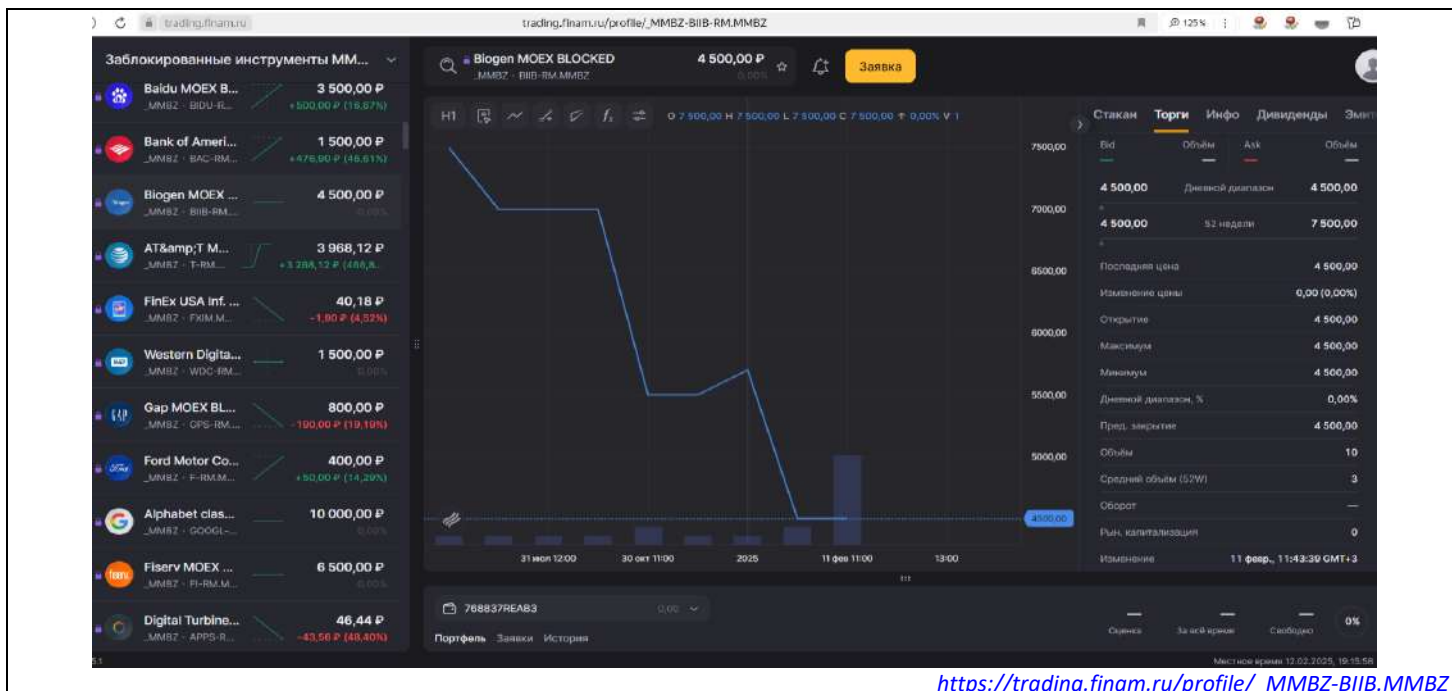 trading.finam.ru
trading.finam.ru/profile/_MMBZ-BIIB-RM.MMBZ
125 %
Заблокированные инструменты MM...
Baidu MOEX B...
3 500,00 ₽
_MMBZ · BIDU-R...
+500,00 ₽ (16,67%)
Bank of Ameri...
1 500,00 ₽
_MMBZ · BAC-RM...
+476,90 ₽ (46,61%)
Biogen MOEX ...
4 500,00 ₽
_MMBZ · BIIB-RM...
0,00%
AT&amp;T M...
3 968,12 ₽
_MMBZ · T-RM...
+3 288,12 ₽ (488,8...
FinEx USA Inf. ...
40,18 ₽
_MMBZ · FXIM.M...
-1,90 ₽ (4,52%)
Western Digita...
1 500,00 ₽
_MMBZ · WDC-RM...
0,00%
Gap MOEX BL...
800,00 ₽
_MMBZ · GPS-RM...
-190,00 ₽ (19,19%)
Ford Motor Co...
400,00 ₽
_MMBZ · F-RM.M...
+50,00 ₽ (14,29%)
Alphabet clas...
10 000,00 ₽
_MMBZ · GOOGL-...
0,00%
Fiserv MOEX ...
6 500,00 ₽
_MMBZ · FI-RM.M...
0,00%
Digital Turbine...
46,44 ₽
_MMBZ · APPS-R...
-43,56 ₽ (48,40%)
Biogen MOEX BLOCKED
4 500,00 ₽
_MMBZ · BIIB-RM.MMBZ
0,00%
Заявка
H1
O 7 500,00 H 7 500,00 L 7 500,00 C 7 500,00 0,00% V 1
7500,00
7000,00
6500,00
6000,00
5500,00
5000,00
4500,00
31 июл 12:00 30 окт 11:00 2025 11 фев 11:00 13:00
Стакан Торги Инфо Дивиденды Эмит
Bid Объём Ask Объём
4 500,00 Дневной диапазон 4 500,00
4 500,00 52 недели 7 500,00
Последняя цена 4 500,00
Изменение цены 0,00 (0,00%)
Открытие 4 500,00
Максимум 4 500,00
Минимум 4 500,00
Дневной диапазон, % 0,00%
Пред. закрытие 4 500,00
Объём 10
Средний объём (52W) 3
Оборот —
Рын. капитализация 0
Изменение 11 февр., 11:43:39 GMT+3
768837REAB3 0,00
Портфель Заявки История
Оценка За всё время Свободно 0%
Местное время 12.02.2025, 19:15:58
https://trading.finam.ru/profile/_MMBZ-BIIB.MMBZ